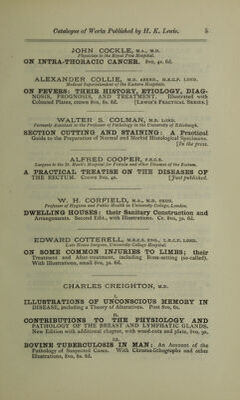 Catalogue of Works Published by H. K. Lewis. 5
JOHN COCKLE, M.A., M.D.
Physician to the Royal Free Hospital.
ON INTRA-THORACIC CANCER. 8vo, 4s. 6d.
ALEXANDER COLLIE, M.D. ABERD., M.R.C.P. LOND.
Medical Superintendent of the Eastern Hospitals.
ON FEVERS: THEIR HISTORY, ETIOLOGY, DIAG-
NOSIS, PROGNOSIS, AND TREATMENT. Illustrated with
Coloured Plates, crown 8vo, 8s. 6d. [LEWIS'S PRACTICAL SERIES.]
WALTER S. COLMAN, M.B. LOND.
Formerly Assistant to the Professor of Pathology in the University of Edinburgh.
SECTION CUTTING AND STAINING: A Practical
Guide to the Preparation of Normal and Morbid Histological Specimens.
[In the press.
ALFRED COOPER, F.R.C.S.
Surgeon to the St. Mark's Hospital for Fistula and other Diseases of the Rectum.
A PRACTICAL TREATISE ON THE DISEASES OF
THE RECTUM. Crown 8vo, 4s. [Just published.
W. H. CORFIELD, M.A., M.D. OXON.
Professor of Hygiene and Public Health in University College, London.
DWELLING HOUSES: their Sanitary Construction and
Arrangements. Second Edit., with Illustrations. Cr. 8vo, 3s. 6d.
EDWARD COTTERELL, M.R.C.S. ENG., L.R.C.P. LOND.
Late House Surgeon, University College Hospital.
ON SOME COMMON INJURIES TO LIMBS; their
Treatment and After-treatment, including Bone-setting (so-called).
With Illustrations, small 8vo, 3s. 6d.
CHARLES CREIGHTON, M.D.
I.
ILLUSTRATIONS OF UNCONSCIOUS MEMORY IN
DISEASE, including a Theory of Alteratives. Post 8vo, 6s.
II.
CONTRIBUTIONS TO THE PHYSIOLOGY AND
PATHOLOGY OF THE BREAST AND LYMPHATIC GLANDS.
New Edition with additional chapter, with wood-cuts and plate, 8vo, 9s.
III.
BOVINE TUBERCULOSIS IN MAN: An Account of the
Pathology of Suspected Cases. With Chromo-lithographs and other
Illustrations, 8vo, 8s. 6d.